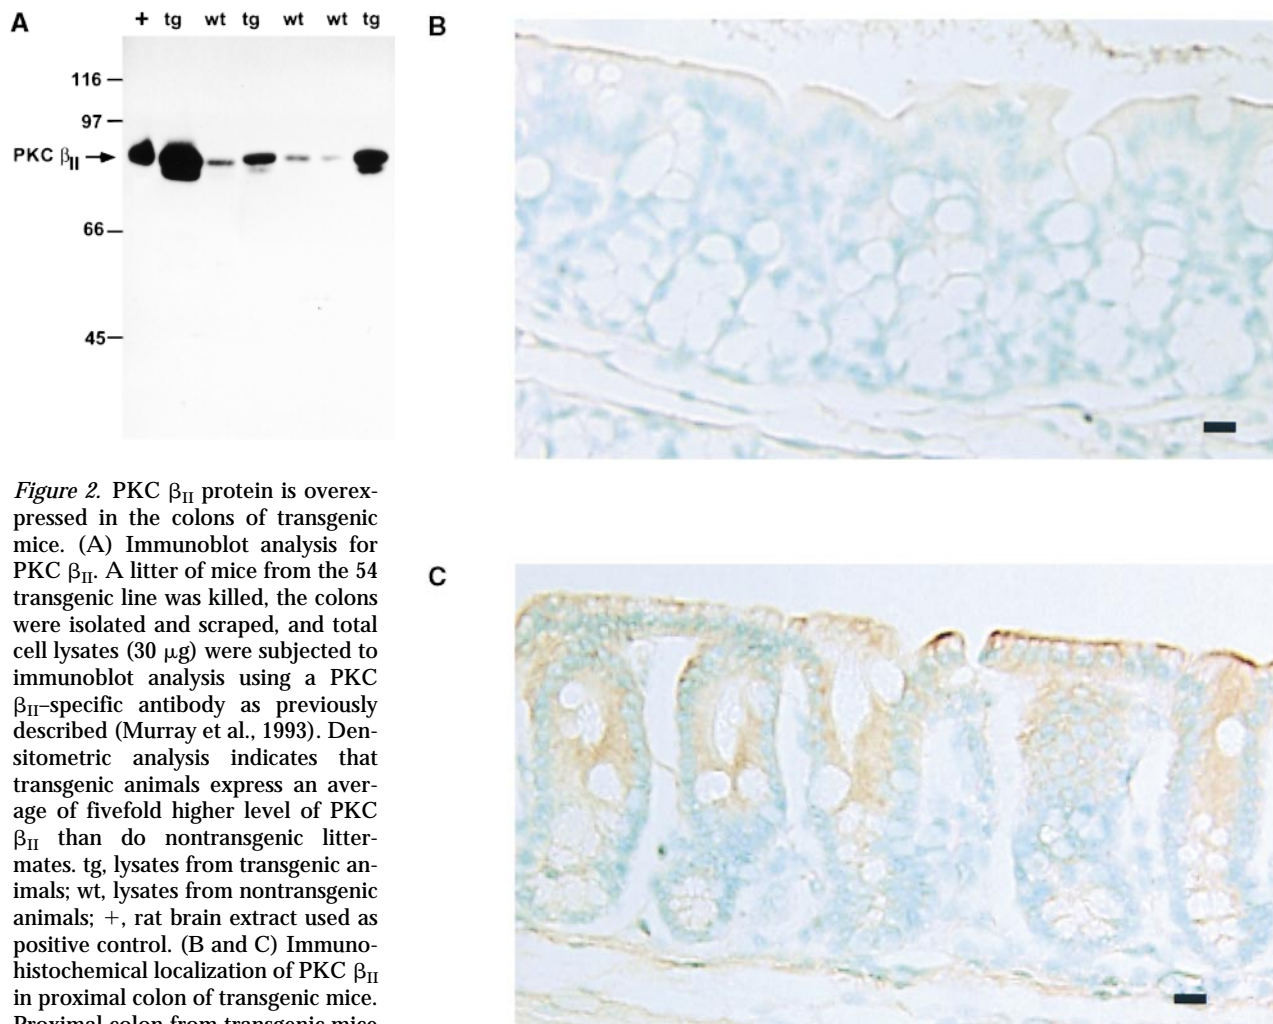 A
+ tg wt tg wt wt tg
116
97
PKC βII
66
45
B
C
Figure 2. PKC βII protein is overex-
pressed in the colons of transgenic
mice. (A) Immunoblot analysis for
PKC βII. A litter of mice from the 54
transgenic line was killed, the colons
were isolated and scraped, and total
cell lysates (30 μg) were subjected to
immunoblot analysis using a PKC
βII–specific antibody as previously
described (Murray et al., 1993). Den-
sitometric analysis indicates that
transgenic animals express an aver-
age of fivefold higher level of PKC
βII than do nontransgenic litter-
mates. tg, lysates from transgenic an-
imals; wt, lysates from nontransgenic
animals; +, rat brain extract used as
positive control. (B and C) Immuno-
histochemical localization of PKC βII
in proximal colon of transgenic mice.
Proximal colon from transgenic mice